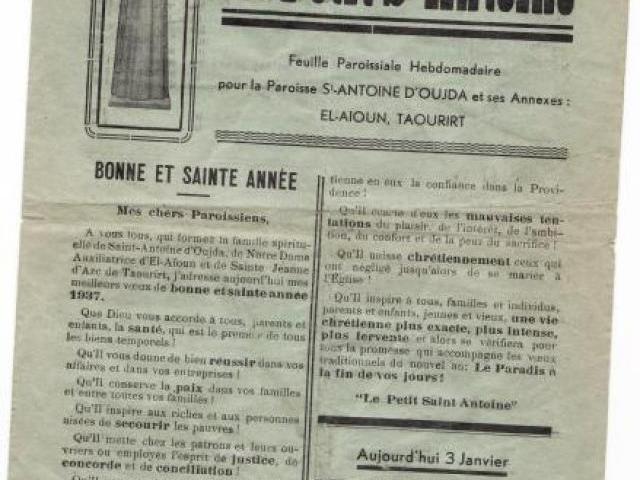 Feuille Paroissiale Hebdomadaire
pour la Paroisse St-ANTOINE D'OUJDA et ses Annexes :
EL-AIOUN, TAOURIRT
BONNE ET SAINTE ANNÉE
Mes chers Paroissiens,
A vous tous, qui formez la famille spiritu-
elle de Saint-Antoine d'Oujda, de Notre Dame
Auxiliatrice d'El-Afoun et de Sainte Jeanne
d'Arc de Taourirt, j'adresse aujourd'hui mes
meilleurs vœux de bonne et sainte année
1937.
Que Dieu vous accorde à tous, parents et
enfants, la santé, qui est le premier de tous
les biens temporels !
Qu'il vous donne de bien réussir dans vos
affaires et dans vos entreprises !
Qu'il conserve la paix dans vos familles
et entre toutes vos familles !
Qu'Il inspire aux riches et aux personnes
aisées de secourir les pauvres !
Qu'Il mette chez les patrons et leurs ou-
vriers ou employés l'esprit de justice, de
concorde et de conciliation !
tienne en eux la confiance dans la Provi-
dence !
Qu'il écarte d'eux les mauvaises ten-
tations du plaisir, de l'intérêt, de l'ambi-
tion, du confort et de la peur du sacrifice !
Qu'il unisse chrétiennement ceux qui
ont négligé jusqu'alors de se marier à
l'Église !
Qu'il inspire à tous, familles et individus,
parents et enfants, jeunes et vieux, une vie
chrétienne plus exacte, plus intense,
plus fervente et alors se vérifiera pour
tous la promesse qui accompagne les vœux
traditionnels du nouvel an: Le Paradis à
la fin de vos jours !
"Le Petit Saint Antoine"
Aujourd'hui 3 Janvier